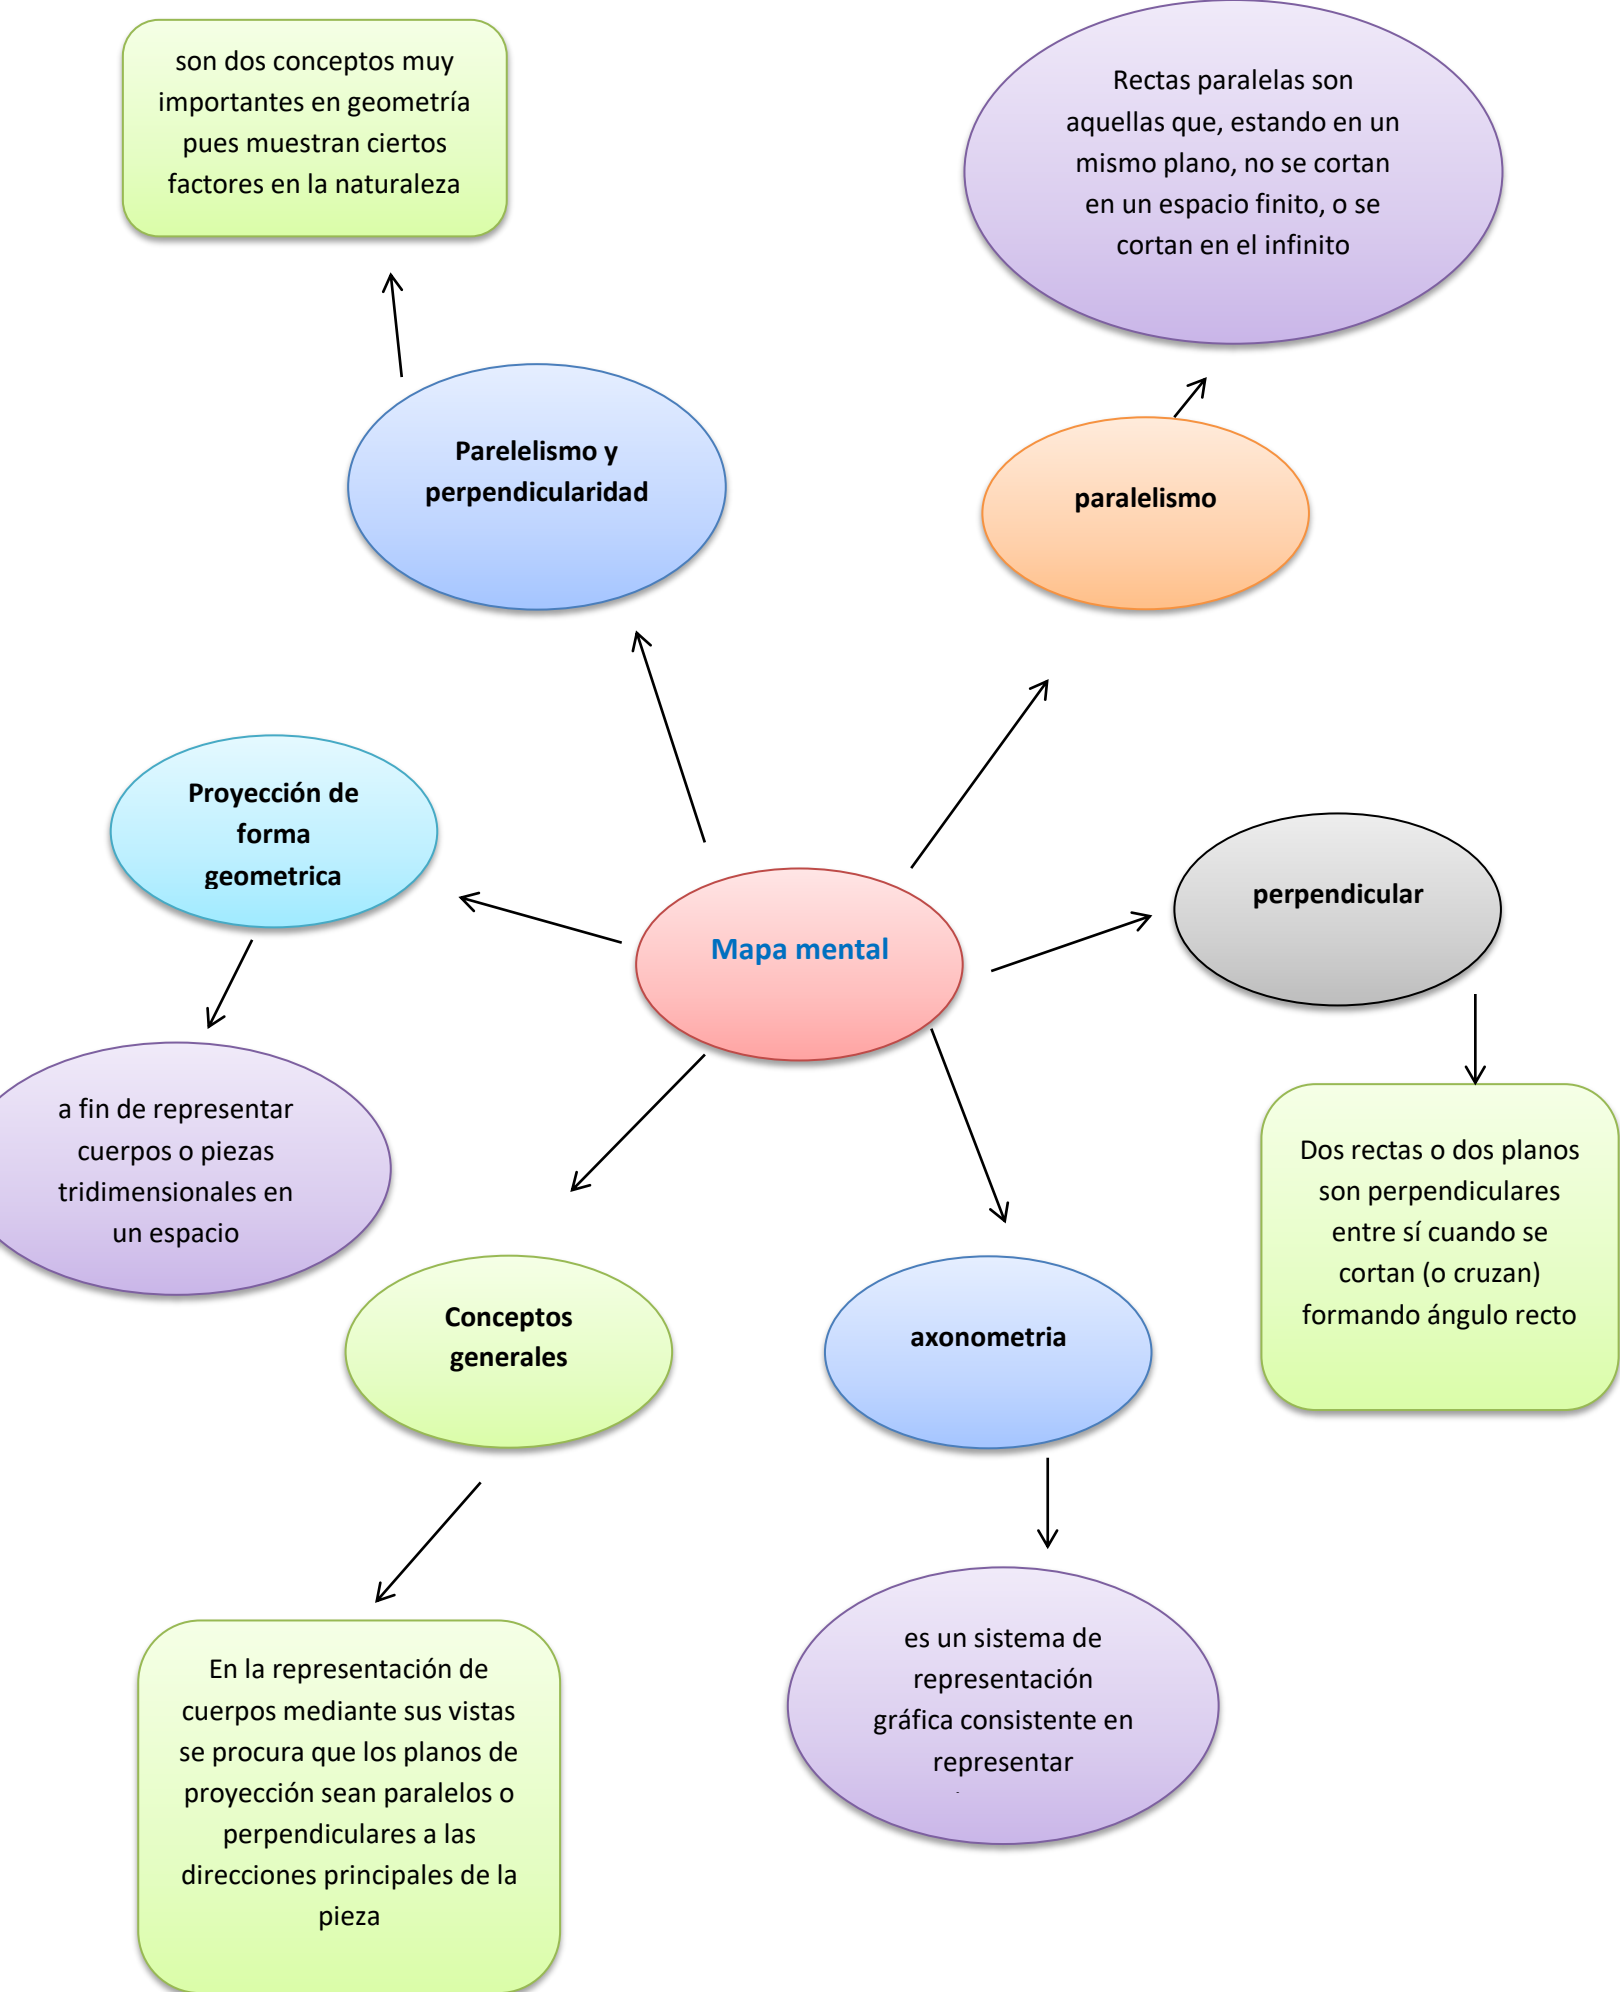 son dos conceptos muy
importantes en geometría
pues muestran ciertos
factores en la naturaleza
Rectas paralelas son
aquellas que, estando en un
mismo plano, no se cortan
en un espacio finito, o se
cortan en el infinito
Parelelismo y
perpendicularidad
paralelismo
Proyección de
forma
geometrica
perpendicular
Mapa mental
a fin de representar
cuerpos o piezas
tridimensionales en
un espacio
Dos rectas o dos planos
son perpendiculares
entre sí cuando se
cortan (o cruzan)
formando ángulo recto
Conceptos
generales
axonometria
es un sistema de
representación
gráfica consistente en
representar
En la representación de
cuerpos mediante sus vistas
se procura que los planos de
proyección sean paralelos o
perpendiculares a las
direcciones principales de la
pieza